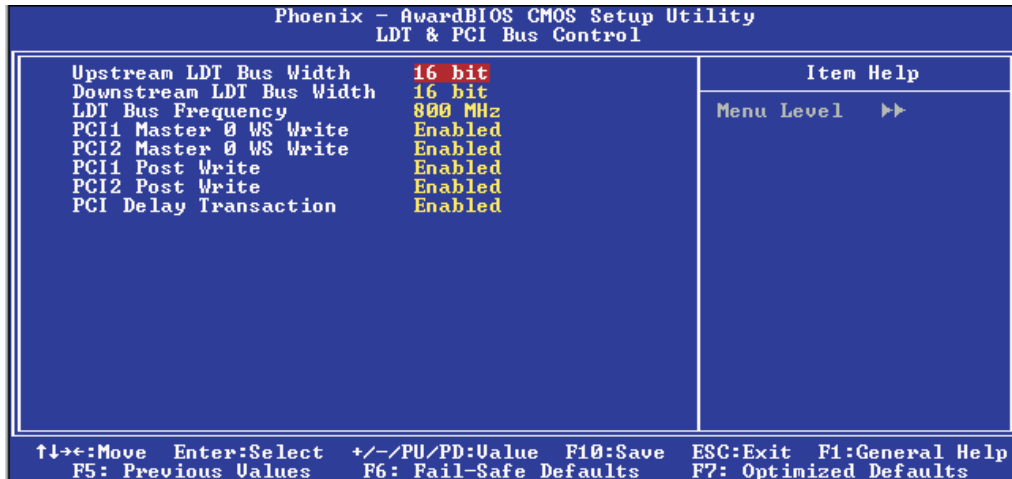 Phoenix - AwardBIOS CMOS Setup Utility
LDT & PCI Bus Control
Upstream LDT Bus Width 16 bit
Downstream LDT Bus Width 16 bit
LDT Bus Frequency 800 MHz
PCI1 Master 0 WS Write Enabled
PCI2 Master 0 WS Write Enabled
PCI1 Post Write Enabled
PCI2 Post Write Enabled
PCI Delay Transaction Enabled
Item Help
Menu Level ▶▶
↑↓→←:Move Enter:Select +/-/PU/PD:Value F10:Save ESC:Exit F1:General Help
F5: Previous Values F6: Fail-Safe Defaults F7: Optimized Defaults